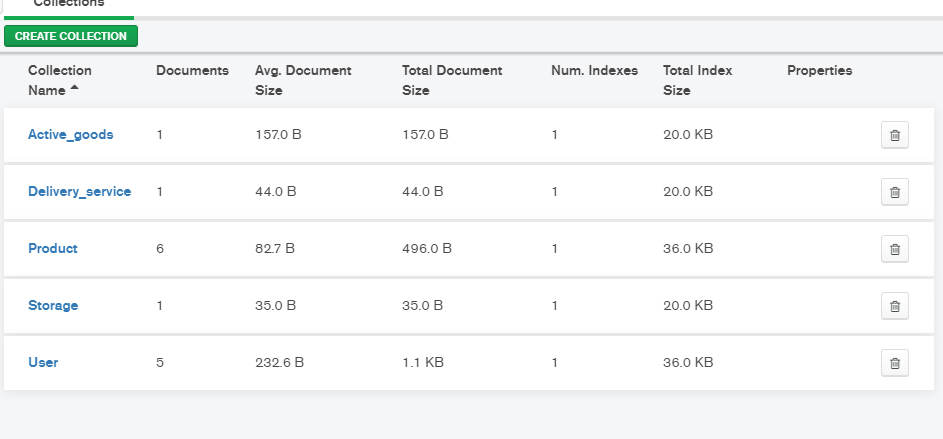 Collections
CREATE COLLECTION
Collection Name Documents Avg. Document Size Total Document Size Num. Indexes Total Index Size Properties
Active_goods 1 157.0 B 157.0 B 1 20.0 KB
Delivery_service 1 44.0 B 44.0 B 1 20.0 KB
Product 6 82.7 B 496.0 B 1 36.0 KB
Storage 1 35.0 B 35.0 B 1 20.0 KB
User 5 232.6 B 1.1 KB 1 36.0 KB